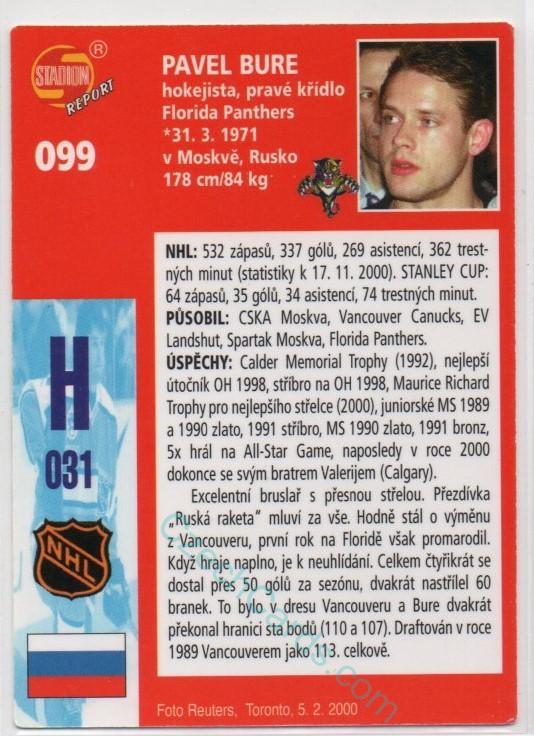 STADION
®
REPORT
099
PAVEL BURE
hokejista, pravé křídlo
Florida Panthers
*31. 3. 1971
v Moskvě, Rusko
178 cm/84 kg
NHL: 532 zápasů, 337 gólů, 269 asistencí, 362 trest-
ných minut (statistiky k 17. 11. 2000). STANLEY CUP:
64 zápasů, 35 gólů, 34 asistencí, 74 trestných minut.
PŮSOBIL: CSKA Moskva, Vancouver Canucks, EV
Landshut, Spartak Moskva, Florida Panthers.
ÚSPĚCHY: Calder Memorial Trophy (1992), nejlepší
útočník OH 1998, stříbro na OH 1998, Maurice Richard
Trophy pro nejlepšího střelce (2000), juniorské MS 1989
a 1990 zlato, 1991 stříbro, MS 1990 zlato, 1991 bronz,
5x hrál na All-Star Game, naposledy v roce 2000
dokonce se svým bratrem Valerijem (Calgary).
Excelentní bruslař s přesnou střelou. Přezdívka
„Ruská raketa" mluví za vše. Hodně stál o výměnu
z Vancouveru, první rok na Floridě však promarodil.
Když hraje naplno, je k neuhlídání. Celkem čtyřikrát se
dostal přes 50 gólů za sezónu, dvakrát nastřílel 60
branek. To bylo v dresu Vancouveru a Bure dvakrát
překonal hranici sta bodů (110 a 107). Draftován v roce
1989 Vancouverem jako 113. celkově.
H
031
NHL
Foto Reuters, Toronto, 5. 2. 2000
CzechCards.com